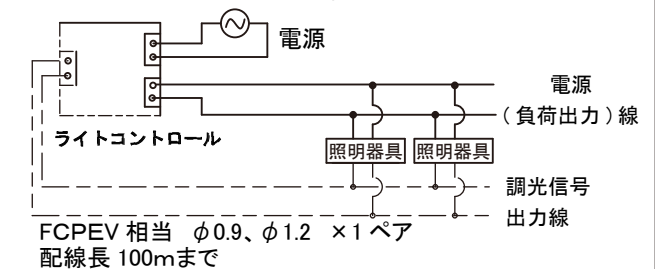 電源
電源
(負荷出力)線
ライトコントロール
照明器具 照明器具
調光信号
出力線
FCPEV 相当 φ0.9、φ1.2 ×1 ペア
配線長 100mまで